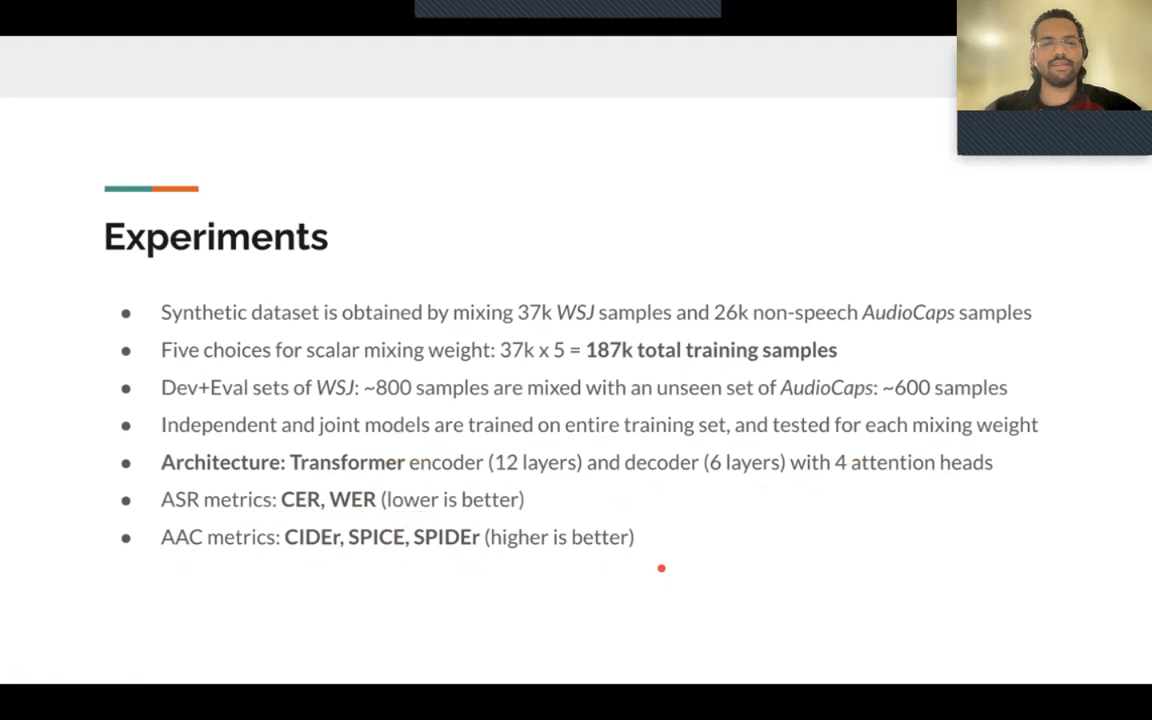 Experiments
● Synthetic dataset is obtained by mixing 37k WSJ samples and 26k non-speech AudioCaps samples
● Five choices for scalar mixing weight: 37k x 5 = 187k total training samples
● Dev+Eval sets of WSJ: ~800 samples are mixed with an unseen set of AudioCaps: ~600 samples
● Independent and joint models are trained on entire training set, and tested for each mixing weight
● Architecture: Transformer encoder (12 layers) and decoder (6 layers) with 4 attention heads
● ASR metrics: CER, WER (lower is better)
● AAC metrics: CIDEr, SPICE, SPIDEr (higher is better)